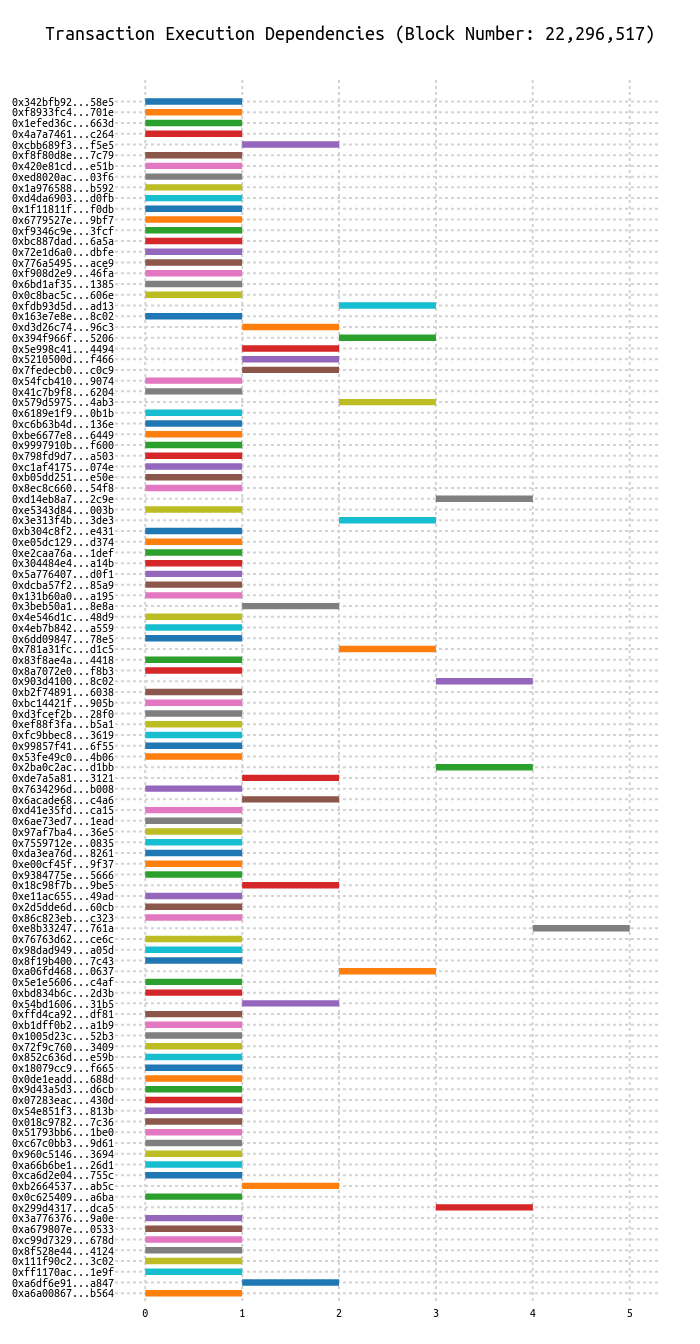 Transaction Execution Dependencies (Block Number: 22,296,517)
0x342bfb92...58e5
0xf8933fc4...701e
0x1efed36c...663d
0x4a7a7461...c264
0xcbb689f3...f5e5
0xf8f80d8e...7c79
0x420e81cd...e51b
0xed8020ac...03f6
0x1a976588...b592
0xd4da6903...d0fb
0x1f11811f...f0db
0x6779527e...9bf7
0xf9346c9e...3fcf
0xbc887dad...6a5a
0x72e1d6a0...dbfe
0x776a5495...ace9
0xf908d2e9...46fa
0x6bd1af35...1385
0x0c8bac5c...606e
0xfdb93d5d...ad13
0x163e7e8e...8c02
0xd3d26c74...96c3
0x394f966f...5206
0x5e998c41...4494
0x5210500d...f466
0x7fedecb0...c0c9
0x54fcb410...9074
0x41c7b9f8...6204
0x579d5975...4ab3
0x6189e1f9...0b1b
0xc6b63b4d...136e
0xbe6677e8...6449
0x9997910b...f600
0x798fd9d7...a503
0xc1af4175...074e
0xb05dd251...e50e
0x8ec8c660...54f8
0xd14eb8a7...2c9e
0xe5343d84...003b
0x3e313f4b...3de3
0xb304c8f2...e431
0xe05dc129...d374
0xe2caa76a...1def
0x304484e4...a14b
0x5a776407...d0f1
0xdcba57f2...85a9
0x131b60a0...a195
0x3beb50a1...8e8a
0x4e546d1c...48d9
0x4eb7b842...a559
0x6dd09847...78e5
0x781a31fc...d1c5
0x83f8ae4a...4418
0x8a7072e0...f8b3
0x903d4100...8c02
0xb2f74891...6038
0xbc14421f...905b
0xd3fcef2b...28f0
0xef88f3fa...b5a1
0xfc9bbec8...3619
0x99857f41...6f55
0x53fe49c0...4b06
0x2ba0c2ac...d1bb
0xde7a5a81...3121
0x7634296d...b008
0x6acade68...c4a6
0xd41e35fd...ca15
0x6ae73ed7...1ead
0x97af7ba4...36e5
0x7559712e...0835
0xda3ea76d...8261
0xe00cf45f...9f37
0x9384775e...5666
0x18c98f7b...9be5
0xe11ac655...49ad
0x2d5dde6d...60cb
0x86c823eb...c323
0xe8b33247...761a
0x76763d62...ce6c
0x98dad949...a05d
0x8f19b400...7c43
0xa06fd468...0637
0x5e1e5606...c4af
0xbd834b6c...2d3b
0x54bd1606...31b5
0xffd4ca92...df81
0xb1dff0b2...a1b9
0x1005d23c...52b3
0x72f9c760...3409
0x852c636d...e59b
0x18079cc9...f665
0x0de1eadd...688d
0x9d43a5d3...d6cb
0x07283eac...430d
0x54e851f3...813b
0x018c9782...7c36
0x51793bb6...1be0
0xc67c0bb3...9d61
0x960c5146...3694
0xa66b6be1...26d1
0xca6d2e04...755c
0xb2664537...ab5c
0x0c625409...a6ba
0x299d4317...dca5
0x3a776376...9a0e
0xa679807e...0533
0xc99d7329...678d
0x8f528e44...4124
0x111f90c2...3c02
0xff1170ac...1e9f
0xa6df6e91...a847
0xa6a00867...b564
0 1 2 3 4 5